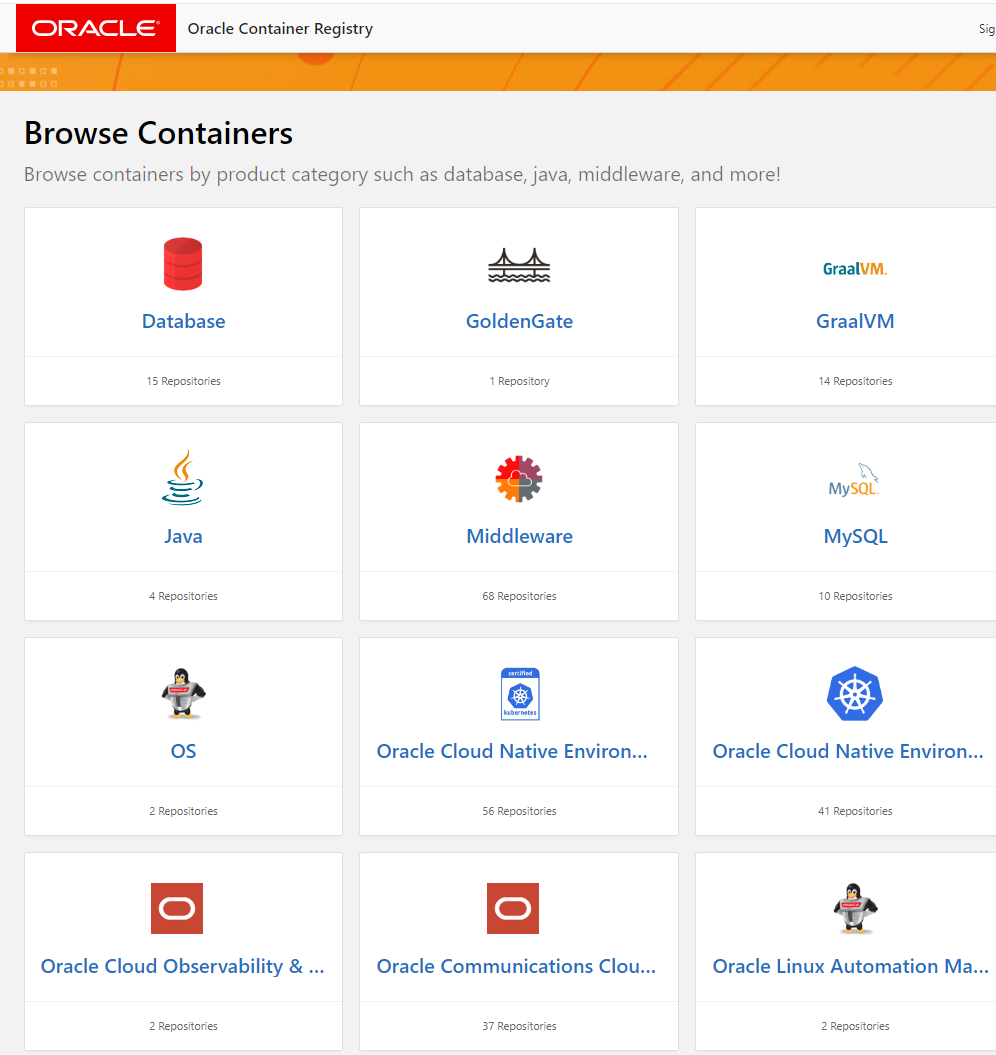 ORACLE Oracle Container Registry Sig
Browse Containers
Browse containers by product category such as database, java, middleware, and more!
GraalVM.
Database GoldenGate GraalVM
15 Repositories 1 Repository 14 Repositories
MySQL.
Java Middleware MySQL
4 Repositories 68 Repositories 10 Repositories
certified
kubernetes
OS Oracle Cloud Native Environ... Oracle Cloud Native Environ...
2 Repositories 56 Repositories 41 Repositories
Oracle Cloud Observability & ... Oracle Communications Clou... Oracle Linux Automation Ma...
2 Repositories 37 Repositories 2 Repositories